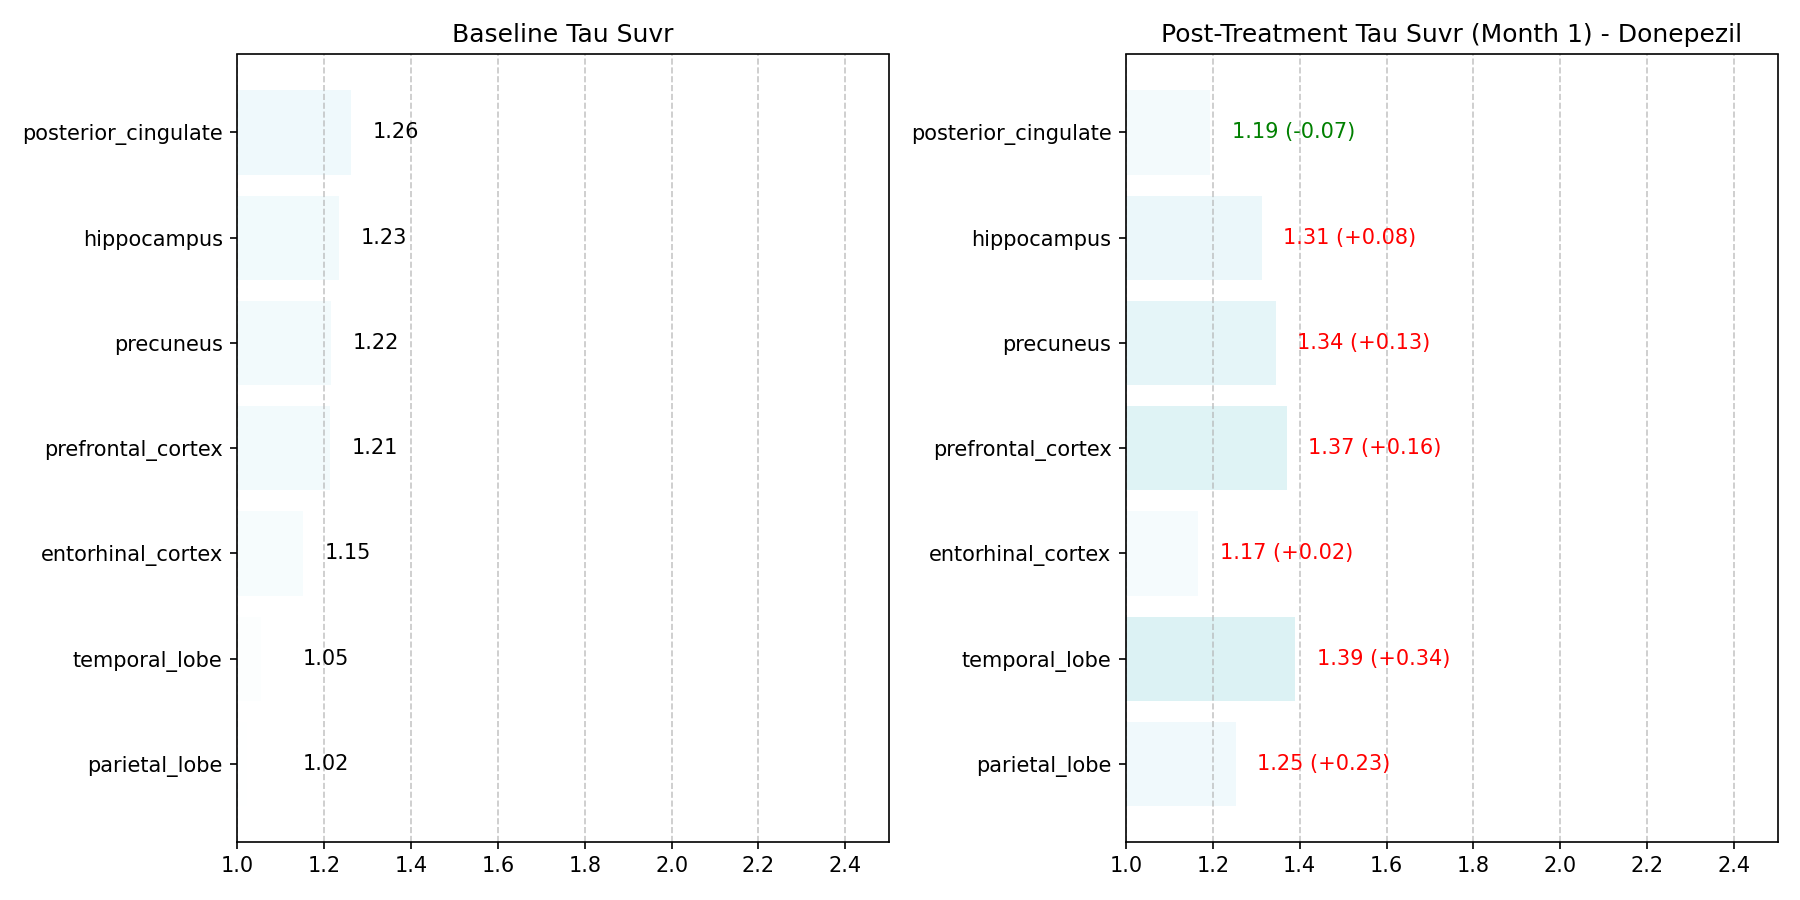 Baseline Tau Suvr
posterior_cingulate
1.26
hippocampus
1.23
precuneus
1.22
prefrontal_cortex
1.21
entorhinal_cortex
1.15
temporal_lobe
1.05
parietal_lobe
1.02
1.0 1.2 1.4 1.6 1.8 2.0 2.2 2.4
Post-Treatment Tau Suvr (Month 1) - Donepezil
posterior_cingulate
1.19 (-0.07)
hippocampus
1.31 (+0.08)
precuneus
1.34 (+0.13)
prefrontal_cortex
1.37 (+0.16)
entorhinal_cortex
1.17 (+0.02)
temporal_lobe
1.39 (+0.34)
parietal_lobe
1.25 (+0.23)
1.0 1.2 1.4 1.6 1.8 2.0 2.2 2.4